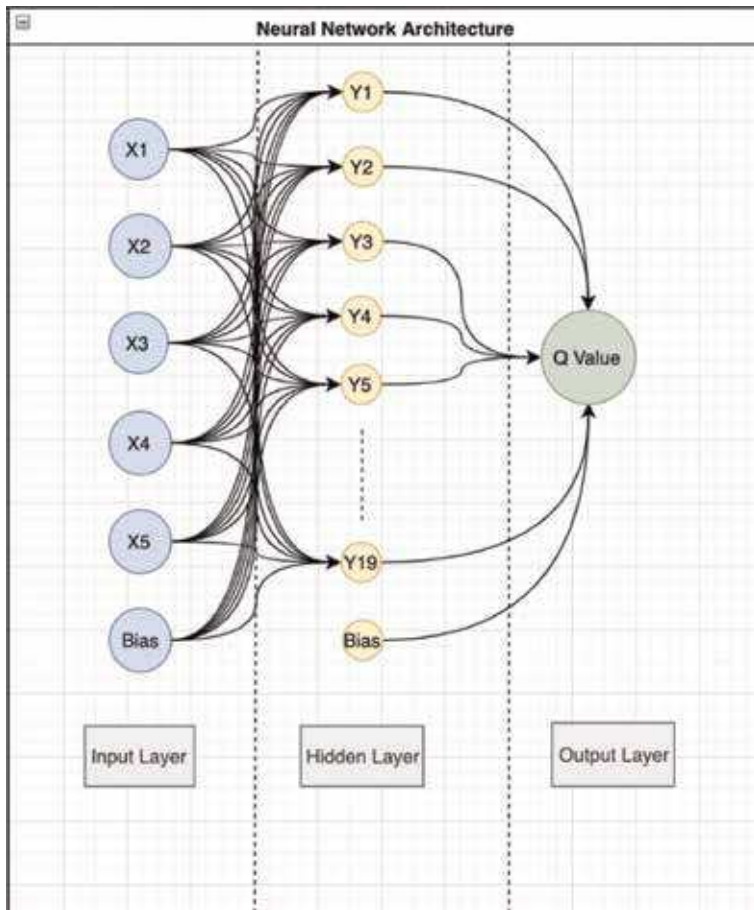 Neural Network Architecture
X1
X2
X3
X4
X5
Bias
Y1
Y2
Y3
Y4
Y5
Y19
Bias
Q Value
Input Layer
Hidden Layer
Output Layer